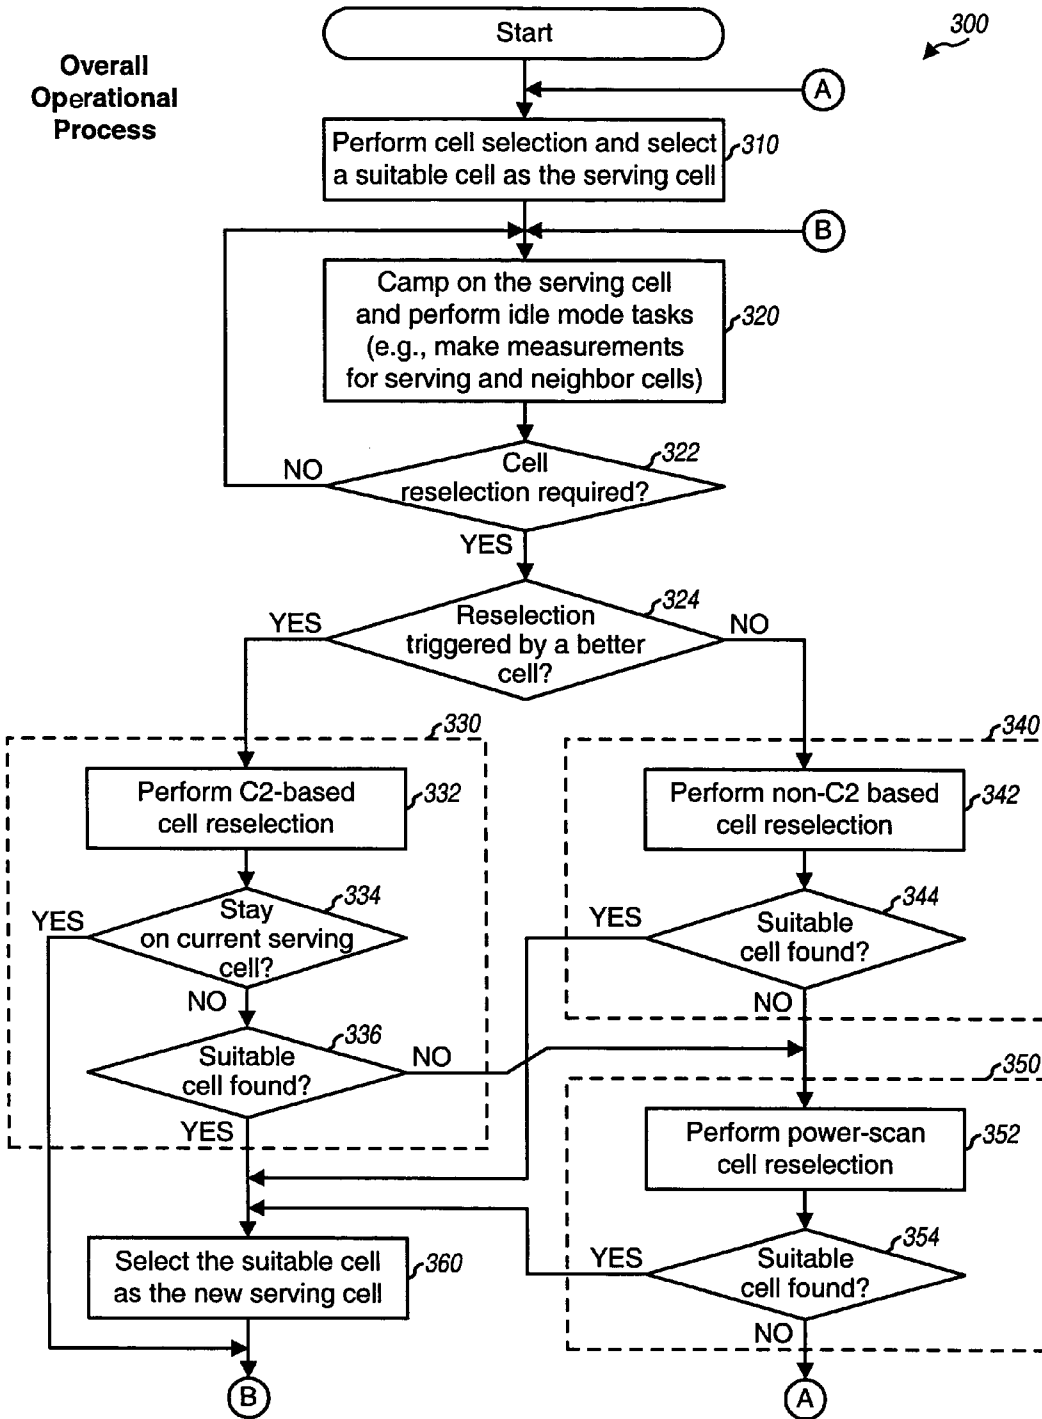 Start
300
Overall
Operational
Process
A
Perform cell selection and select
a suitable cell as the serving cell
310
B
Camp on the serving cell
and perform idle mode tasks
(e.g., make measurements
for serving and neighbor cells)
320
Cell
reselection required?
322
NO
YES
Reselection
triggered by a better
cell?
324
YES
NO
330
340
Perform C2-based
cell reselection
332
Perform non-C2 based
cell reselection
342
Stay
on current serving
cell?
334
YES
NO
Suitable
cell found?
344
YES
NO
Suitable
cell found?
336
NO
YES
350
Perform power-scan
cell reselection
352
Select the suitable cell
as the new serving cell
360
Suitable
cell found?
354
YES
NO
B
A